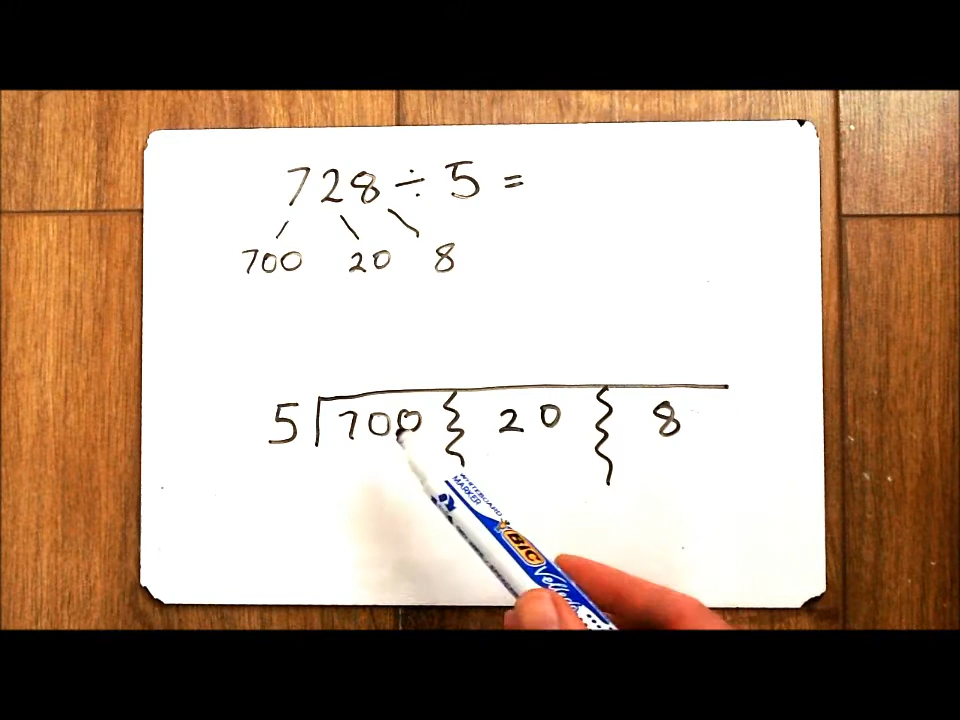 728 ÷ 5 =
700 20 8
5 700 20 8
WHITEBOARD
MARKER
BIC
Velleda